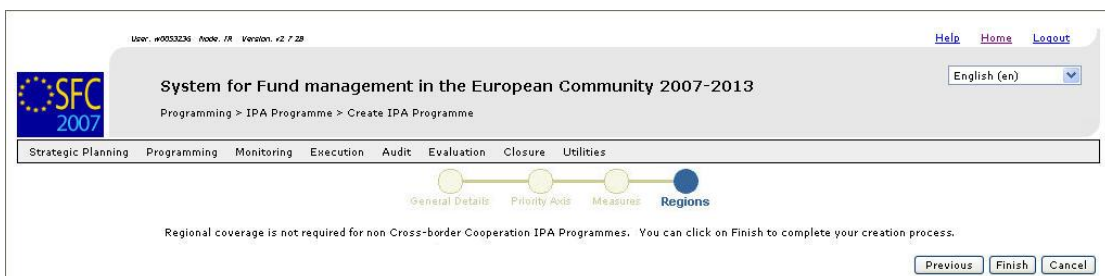 User. w0053236 Node. IR Version. v2 7 28
Help Home Logout
English (en)
SFC
2007
System for Fund management in the European Community 2007-2013
Programming > IPA Programme > Create IPA Programme
Strategic Planning Programming Monitoring Execution Audit Evaluation Closure Utilities
General Details Priority Axis Measures Regions
Regional coverage is not required for non Cross-border Cooperation IPA Programmes. You can click on Finish to complete your creation process.
Previous Finish Cancel